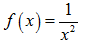 f(x) = 1/x²